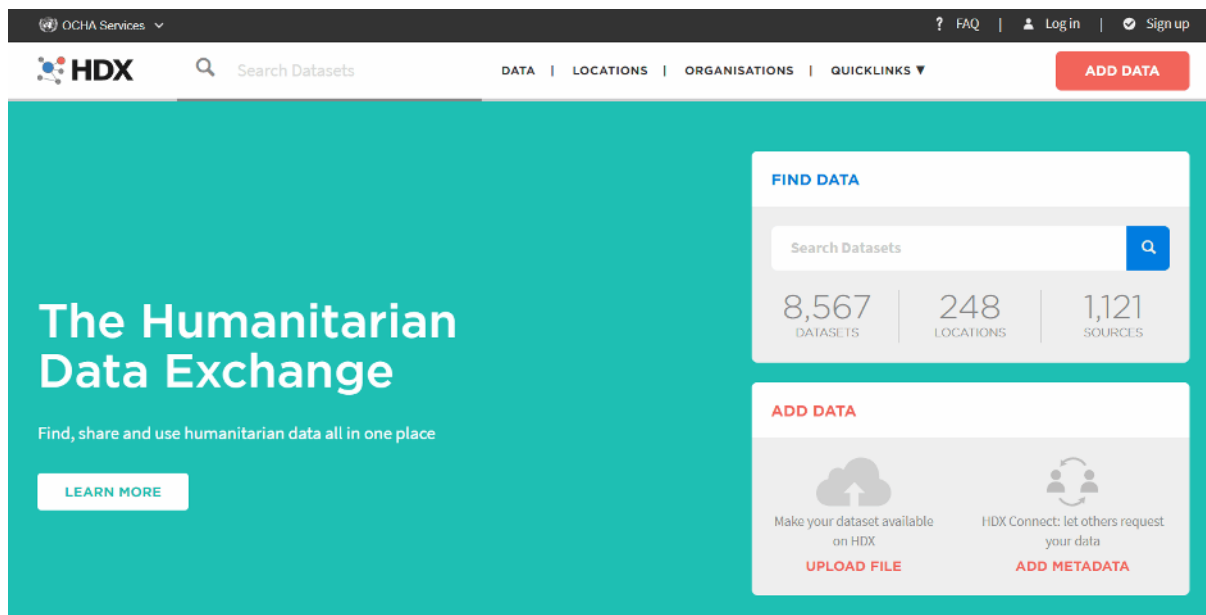 OCHA Services
? FAQ | Log in | Sign up
HDX
Search Datasets
DATA | LOCATIONS | ORGANISATIONS | QUICKLINKS ▼
ADD DATA
The Humanitarian
Data Exchange
Find, share and use humanitarian data all in one place
LEARN MORE
FIND DATA
Search Datasets
8,567
DATASETS
248
LOCATIONS
1,121
SOURCES
ADD DATA
Make your dataset available
on HDX
UPLOAD FILE
HDX Connect: let others request
your data
ADD METADATA